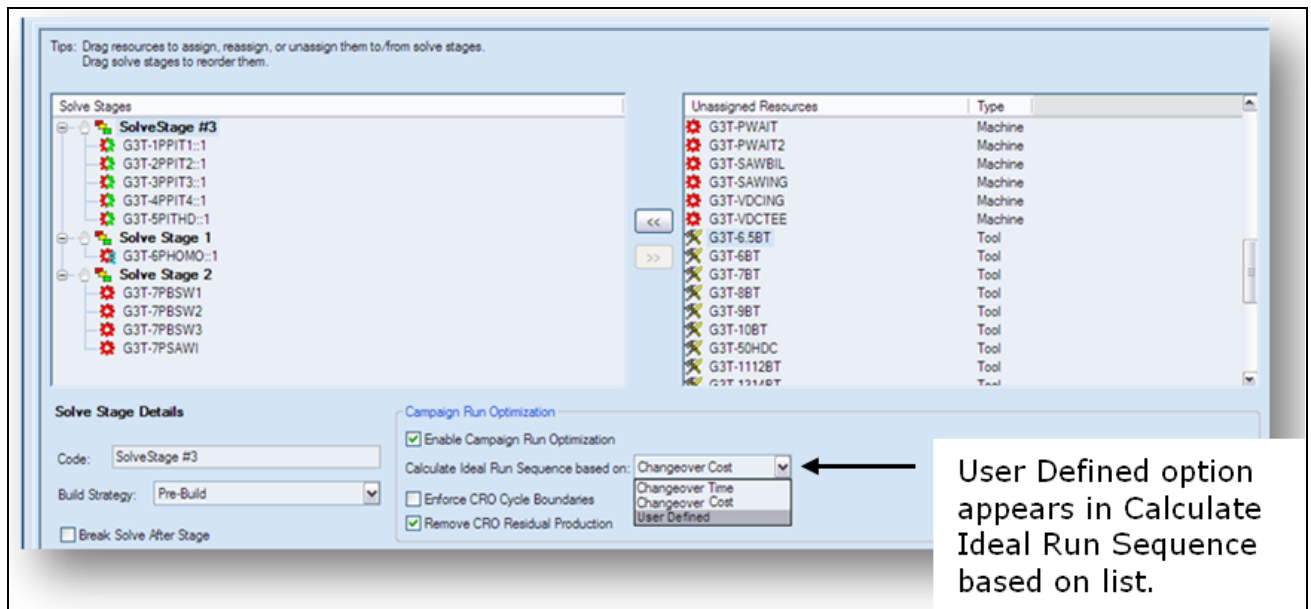 Tips: Drag resources to assign, reassign, or unassign them to/from solve stages.
Drag solve stages to reorder them.
Solve Stages
SolveStage #3
G3T-1PPIT1::1
G3T-2PPIT2::1
G3T-3PPIT3::1
G3T-4PPIT4::1
G3T-5PITHD::1
Solve Stage 1
G3T-6PHOMO::1
Solve Stage 2
G3T-7PBSW1
G3T-7PBSW2
G3T-7PBSW3
G3T-7PSAWI
<<
>>
Unassigned Resources Type
G3T-PWAIT Machine
G3T-PWAIT2 Machine
G3T-SAWBIL Machine
G3T-SAWING Machine
G3T-VDCING Machine
G3T-VDCTEE Machine
G3T-6.5BT Tool
G3T-6BT Tool
G3T-7BT Tool
G3T-8BT Tool
G3T-9BT Tool
G3T-10BT Tool
G3T-50HDC Tool
G3T-1112BT Tool
G3T-1314BT Tool
Solve Stage Details
Code: SolveStage #3
Build Strategy: Pre-Build
Break Solve After Stage
Campaign Run Optimization
Enable Campaign Run Optimization
Calculate Ideal Run Sequence based on: Changeover Cost
Changeover Time
Changeover Cost
User Defined
Enforce CRO Cycle Boundaries
Remove CRO Residual Production
User Defined option
appears in Calculate
Ideal Run Sequence
based on list.